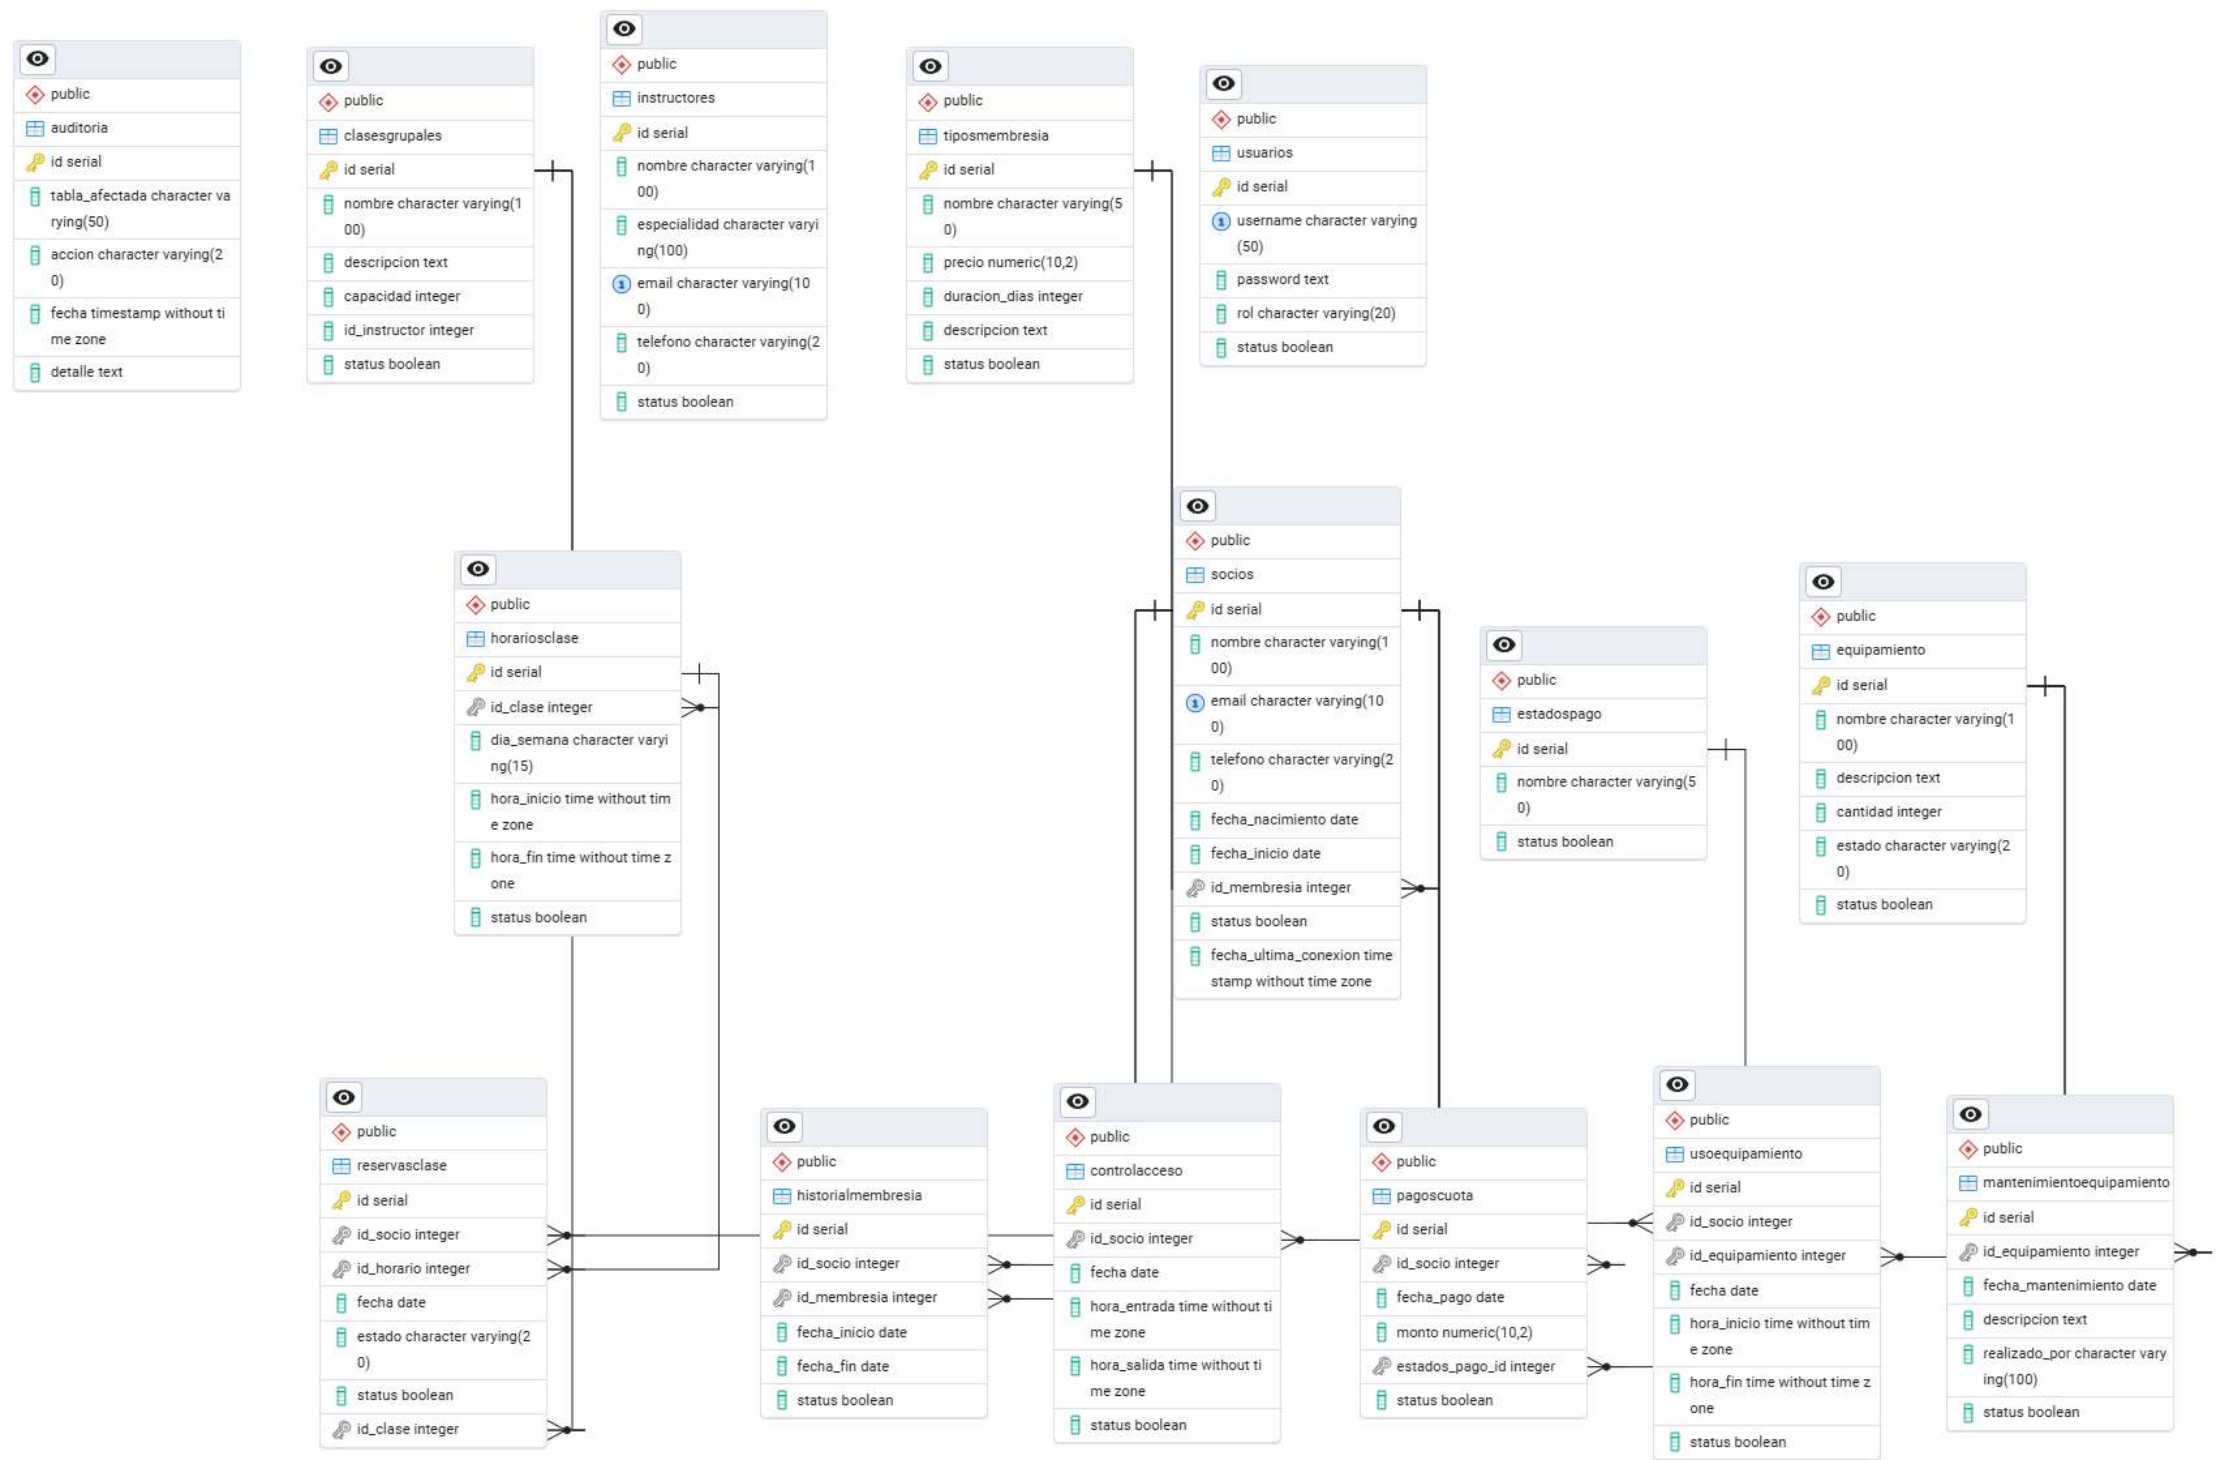 public
auditoria
id serial
tabla_afectada character va
rying(50)
accion character varying(2
0)
fecha timestamp without ti
me zone
detalle text
public
clasesgrupales
id serial
nombre character varying(1
00)
descripcion text
capacidad integer
id_instructor integer
status boolean
public
instructores
id serial
nombre character varying(1
00)
especialidad character varyi
ng(100)
1
email character varying(10
0)
telefono character varying(2
0)
status boolean
public
tiposmembresia
id serial
nombre character varying(5
0)
precio numeric(10,2)
duracion_dias integer
descripcion text
status boolean
public
usuarios
id serial
1
username character varying
(50)
password text
rol character varying(20)
status boolean
public
horariosclase
id serial
id_clase integer
dia_semana character varyi
ng(15)
hora_inicio time without tim
e zone
hora_fin time without time z
one
status boolean
public
socios
id serial
nombre character varying(1
00)
1
email character varying(10
0)
telefono character varying(2
0)
fecha_nacimiento date
fecha_inicio date
id_membresia integer
status boolean
fecha_ultima_conexion time
stamp without time zone
public
estadospago
id serial
nombre character varying(5
0)
status boolean
public
equipamiento
id serial
nombre character varying(1
00)
descripcion text
cantidad integer
estado character varying(2
0)
status boolean
public
reservasclase
id serial
id_socio integer
id_horario integer
fecha date
estado character varying(2
0)
status boolean
id_clase integer
public
historialmembresia
id serial
id_socio integer
id_membresia integer
fecha_inicio date
fecha_fin date
status boolean
public
controlacceso
id serial
id_socio integer
fecha date
hora_entrada time without ti
me zone
hora_salida time without ti
me zone
status boolean
public
pagoscuota
id serial
id_socio integer
fecha_pago date
monto numeric(10,2)
estados_pago_id integer
status boolean
public
usoequipamiento
id serial
id_socio integer
id_equipamiento integer
fecha date
hora_inicio time without tim
e zone
hora_fin time without time z
one
status boolean
public
mantenimientoequipamiento
id serial
id_equipamiento integer
fecha_mantenimiento date
descripcion text
realizado_por character vary
ing(100)
status boolean